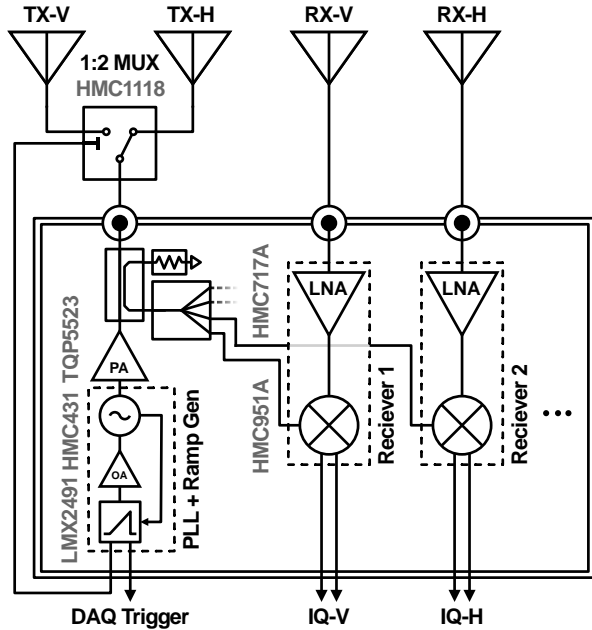 TX-V
TX-H
RX-V
RX-H
1:2 MUX
HMC1118
HMC717A
LNA
LNA
TQP5523
PA
HMC431
HMC951A
Reciever 1
Reciever 2
...
LMX2491
OA
PLL + Ramp Gen
DAQ Trigger
IQ-V
IQ-H